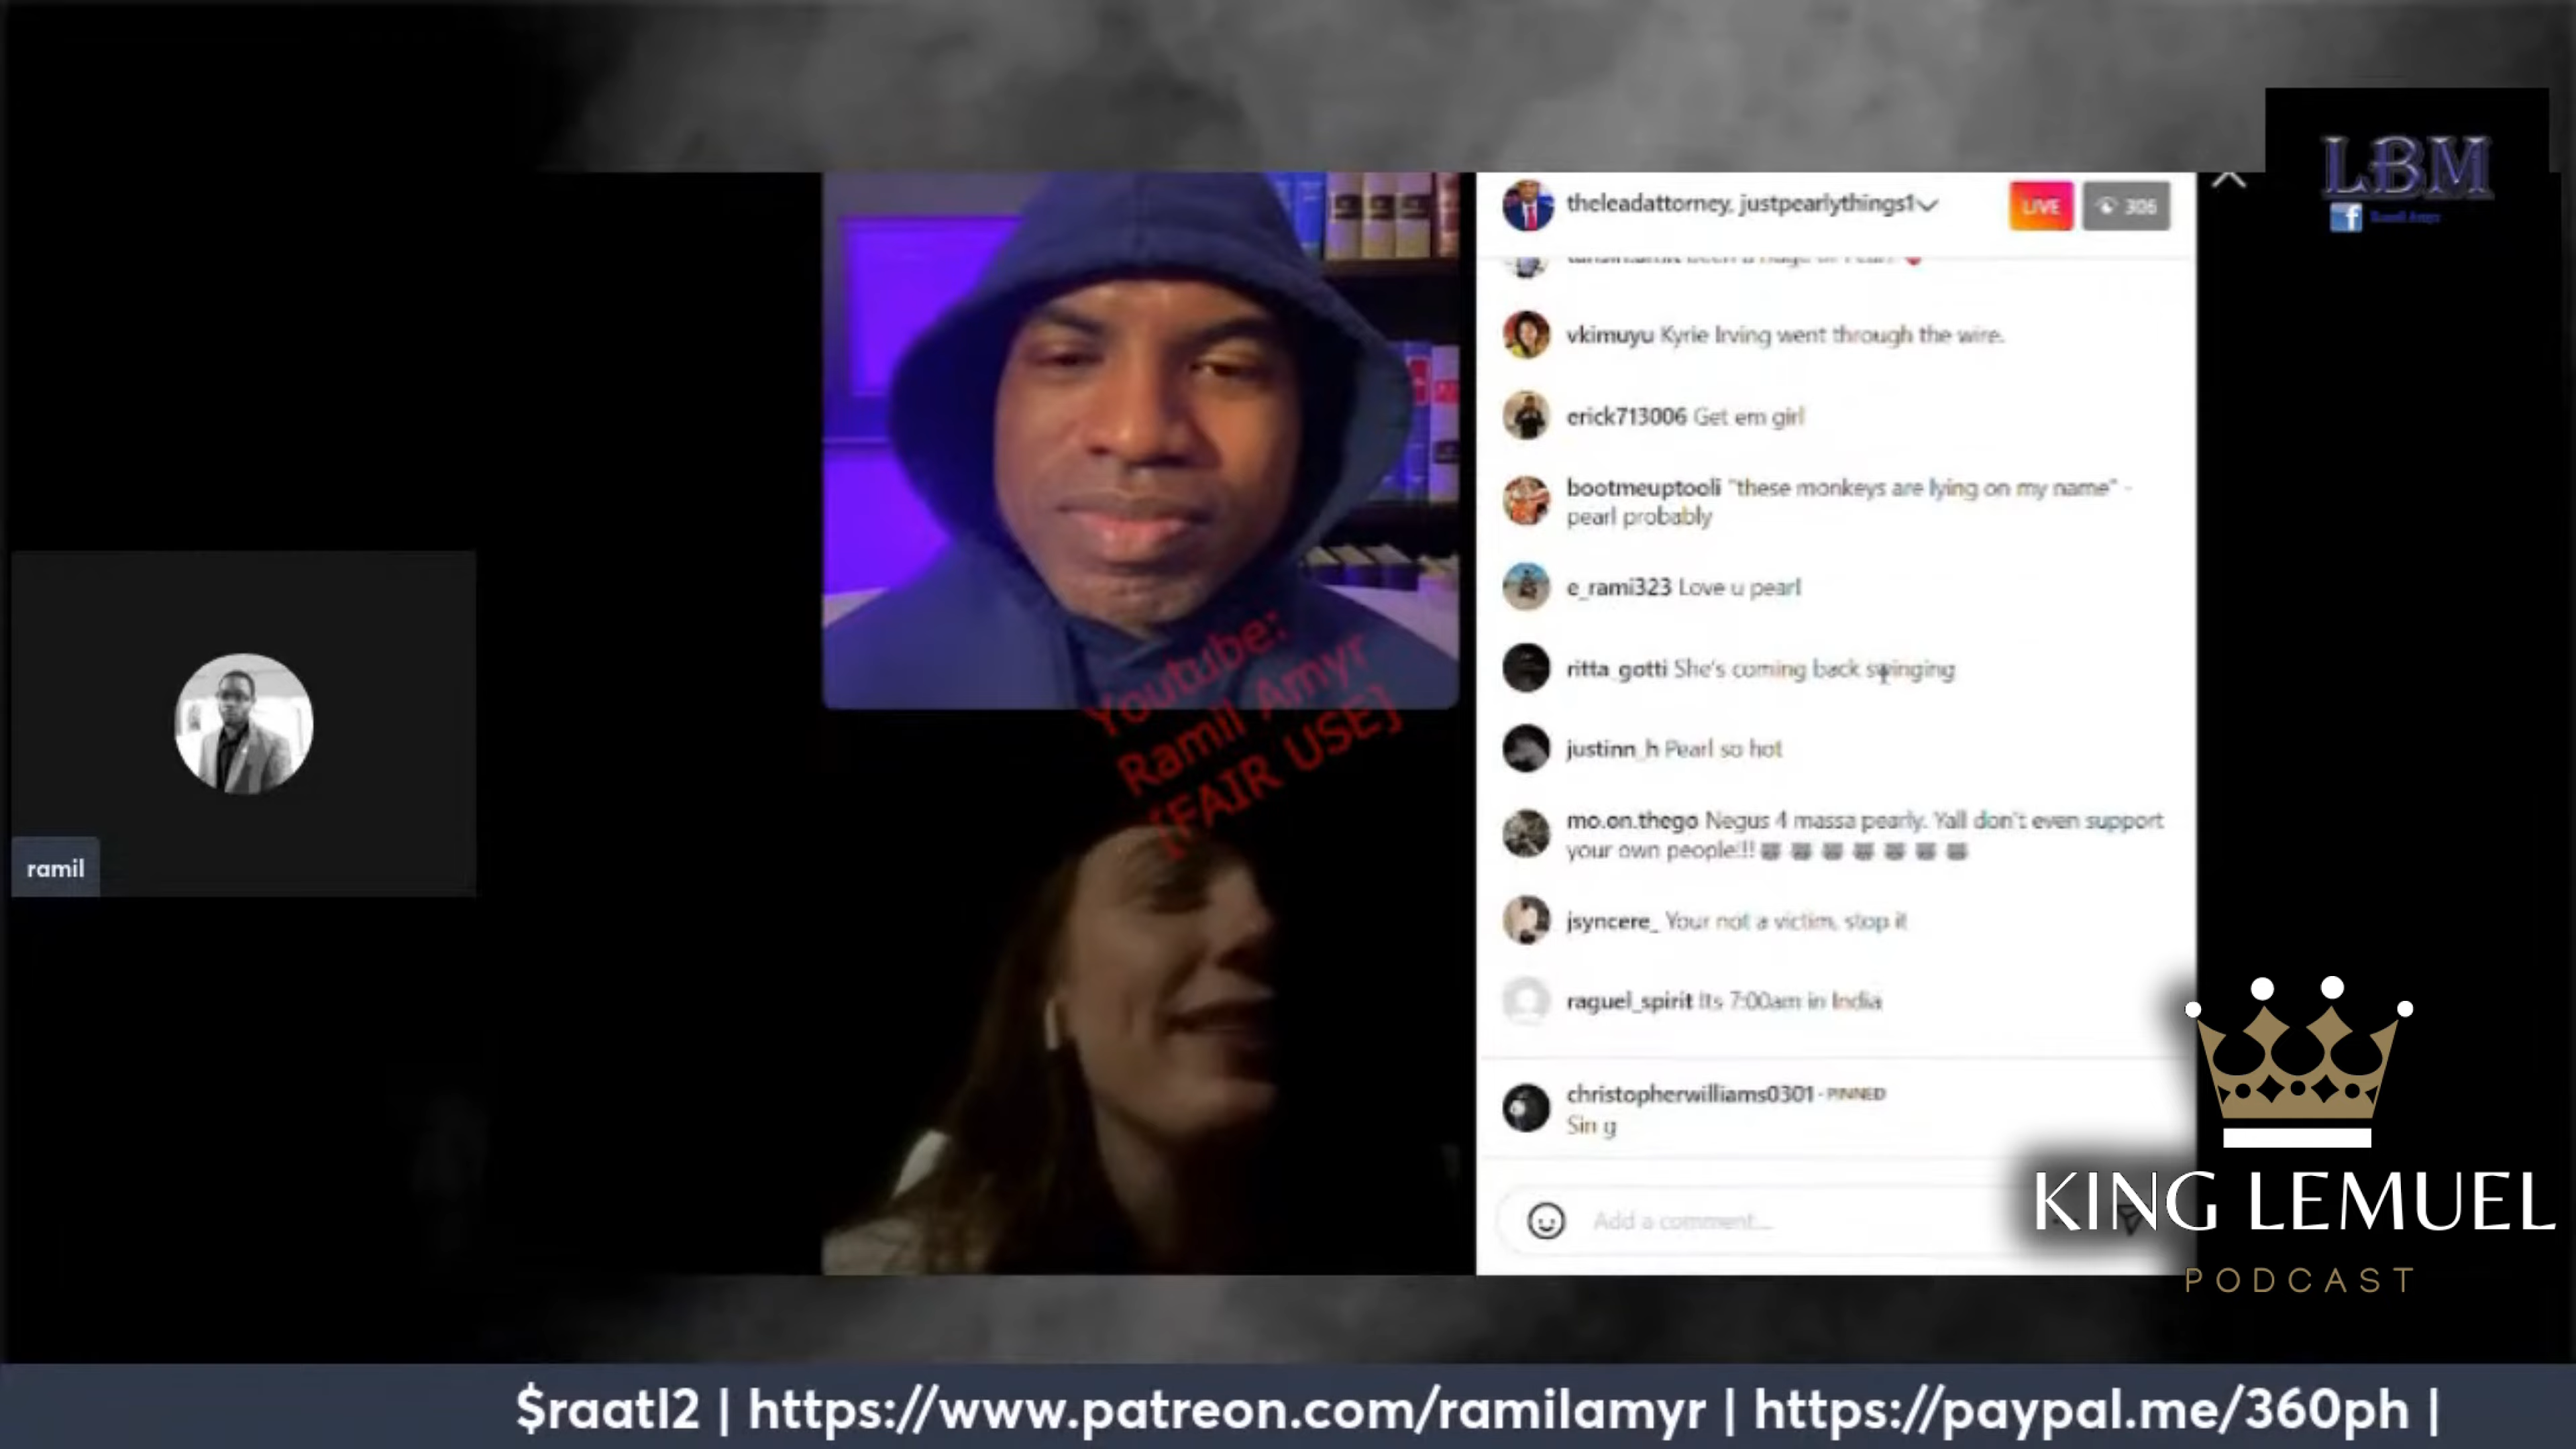 LBM
theleadattorney, justpearlythings1
LIVE
306
vkimuyu Kyrie Irving went through the wire.
erick713006 Get em girl
bootmeuptooli "these monkeys are lying on my name" -
pearl probably
e_rami323 Love u pearl
ritta_gotti She's coming back swinging
justinn_h Pearl so hot
mo.on.thego Negus 4 massa pearly. Yall don't even support
your own people!!!
jsyncere_ Your not a victim, stop it
raguel_spirit Its 7:00am in India
christopherwilliams0301 · PINNED
Sin g
Add a comment...
Youtube:
Ramil Amyr
[FAIR USE]
ramil
KING LEMUEL
PODCAST
$raatl2 | https://www.patreon.com/ramilamyr | https://paypal.me/360ph |